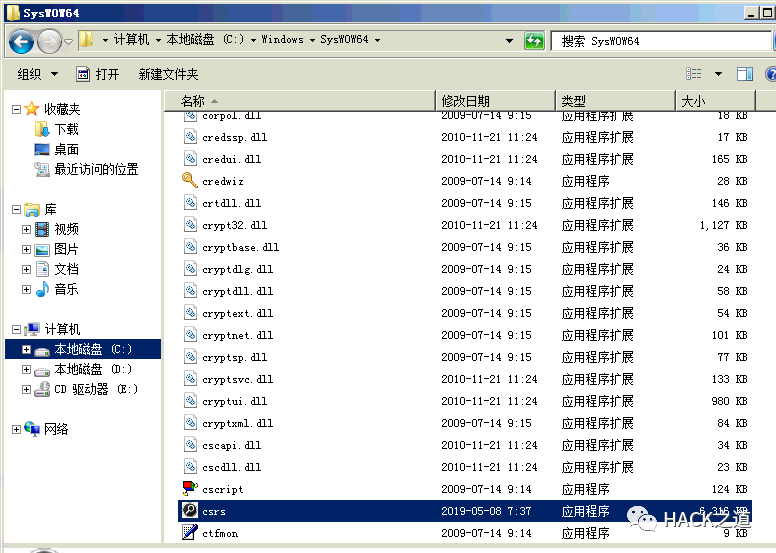 SysWOW64
计算机 本地磁盘 (C:) Windows SysWOW64
搜索 SysWOW64
组织 打开 新建文件夹
收藏夹
下载
桌面
最近访问的位置
库
视频
图片
文档
音乐
计算机
本地磁盘 (C:)
本地磁盘 (D:)
CD 驱动器 (E:)
网络
名称 修改日期 类型 大小
corpol.dll 2009-07-14 9:15 应用程序扩展 18 KB
credssp.dll 2010-11-21 11:24 应用程序扩展 17 KB
credui.dll 2010-11-21 11:24 应用程序扩展 165 KB
credwiz 2009-07-14 9:14 应用程序 28 KB
crtdll.dll 2009-07-14 9:15 应用程序扩展 146 KB
crypt32.dll 2010-11-21 11:24 应用程序扩展 1,127 KB
cryptbase.dll 2009-07-14 9:15 应用程序扩展 36 KB
cryptdlg.dll 2009-07-14 9:15 应用程序扩展 24 KB
cryptdll.dll 2009-07-14 9:15 应用程序扩展 58 KB
cryptext.dll 2009-07-14 9:15 应用程序扩展 54 KB
cryptnet.dll 2009-07-14 9:15 应用程序扩展 101 KB
cryptsp.dll 2009-07-14 9:15 应用程序扩展 77 KB
cryptsvc.dll 2010-11-21 11:24 应用程序扩展 133 KB
cryptui.dll 2010-11-21 11:24 应用程序扩展 980 KB
cryptxml.dll 2009-07-14 9:15 应用程序扩展 84 KB
cscapi.dll 2010-11-21 11:24 应用程序扩展 34 KB
cscdll.dll 2010-11-21 11:24 应用程序扩展 23 KB
cscript 2009-07-14 9:14 应用程序 124 KB
csrs 2019-05-08 7:37 应用程序 KB
HACK之道
ctfmon 2009-07-14 9:14 应用程序 9 KB